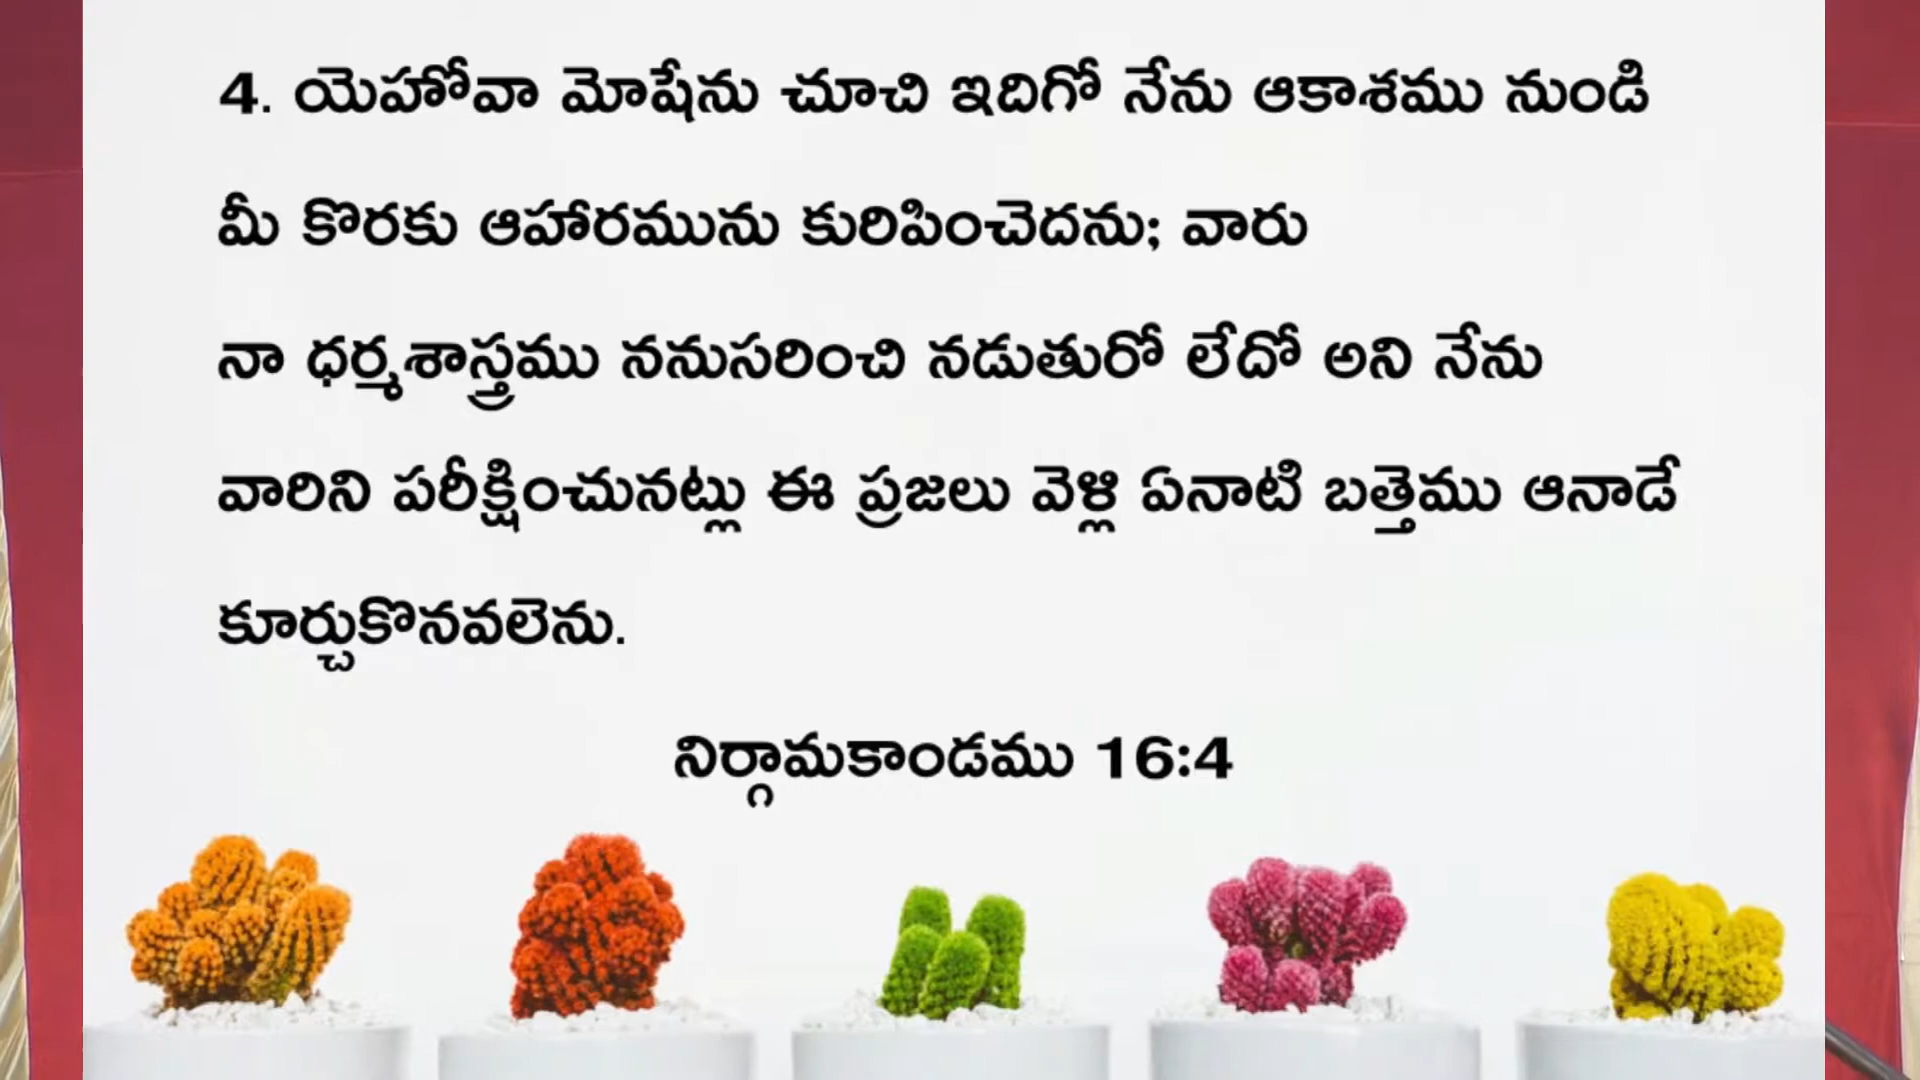 4. యెహోవా మోషేను చూచి ఇదిగో నేను ఆకాశము నుండి
మీ కొరకు ఆహారమును కురిపించెదను; వారు
నా ధర్మశాస్త్రము ననుసరించి నడుతురో లేదో అని నేను
వారిని పరీక్షించునట్లు ఈ ప్రజలు వెళ్లి ఏనాటి బత్తెము ఆనాడే
కూర్చుకొనవలెను.
నిర్గామకాండము 16:4